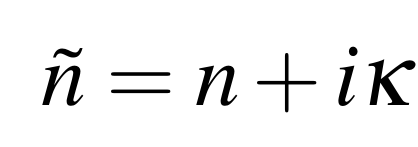 ñ = n + iκ